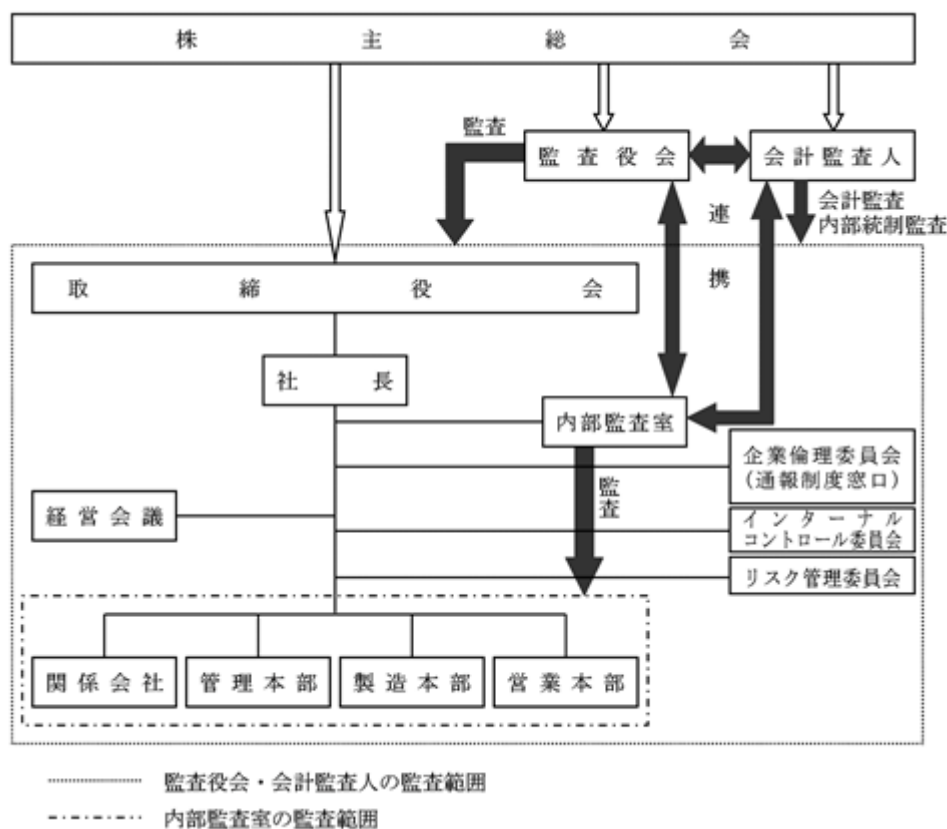 株主総会
監査
監査役会
会計監査人
会計監査
内部統制監査
連携
取締役会
社長
内部監査室
企業倫理委員会
(通報制度窓口)
監査
経営会議
インターナル
コントロール委員会
リスク管理委員会
関係会社
管理本部
製造本部
営業本部
監査役会・会計監査人の監査範囲
内部監査室の監査範囲